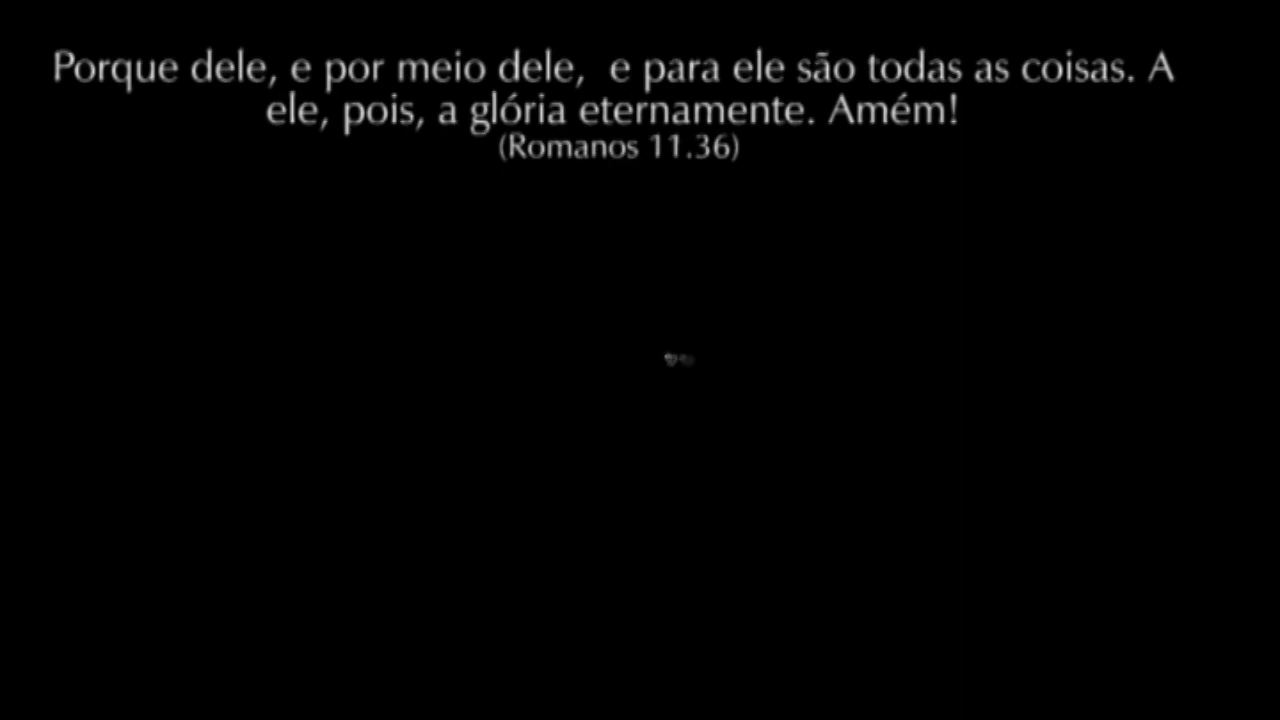 Porque dele, e por meio dele,  e para ele são todas as coisas. A
ele, pois, a glória eternamente. Amém!
(Romanos 11.36)